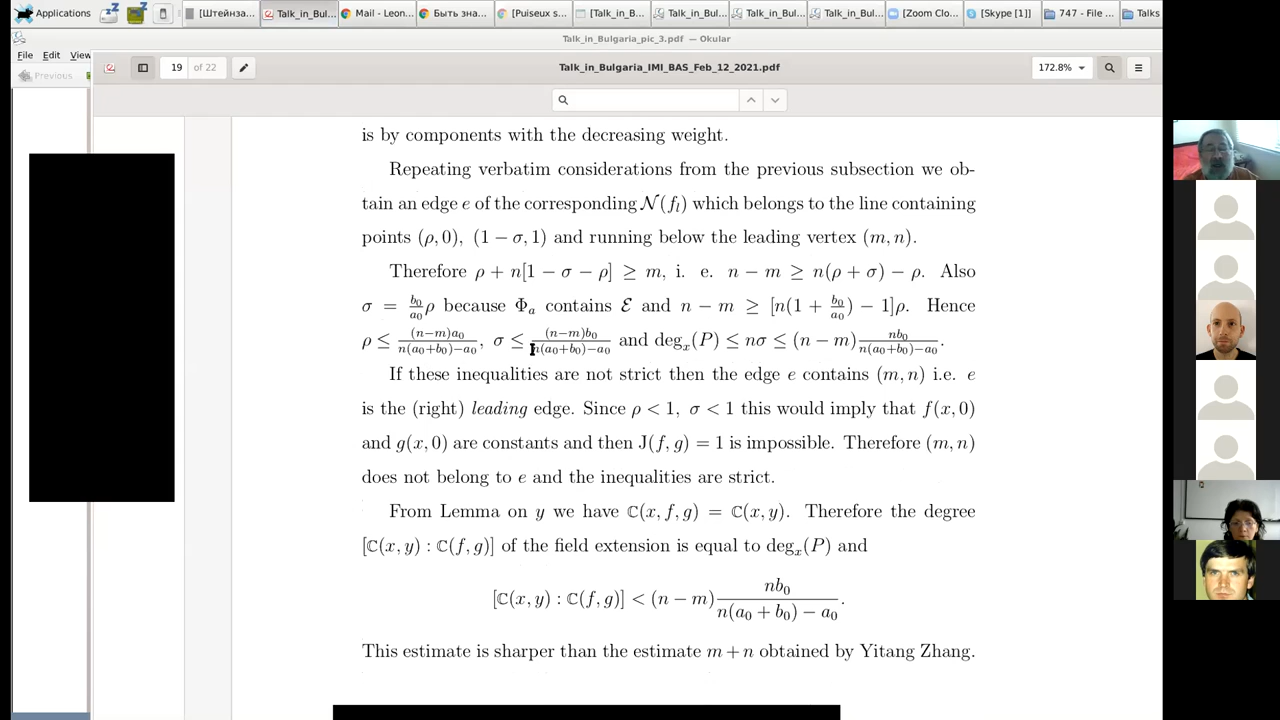 Applications [Штейнза... Talk_in_Bul... Mail - Leon... Быть зна... [Puiseux s... [Talk_in_B... Talk_in_Bul... Talk_in_Bul... Talk_in_Bul... [Zoom Clo... [Skype [1]] 747 - File ... Talks
Talk_in_Bulgaria_pic_3.pdf — Okular
File Edit View
Previous
19 of 22
Talk_in_Bulgaria_IMI_BAS_Feb_12_2021.pdf
172.8%
is by components with the decreasing weight.
Repeating verbatim considerations from the previous subsection we ob-
tain an edge e of the corresponding 𝒩(f_l) which belongs to the line containing
points (ρ, 0), (1 − σ, 1) and running below the leading vertex (m, n).
Therefore ρ + n[1 − σ − ρ] ≥ m, i. e. n − m ≥ n(ρ + σ) − ρ. Also
σ = \frac{b_0}{a_0}ρ because Φ_a contains ℰ and n − m ≥ [n(1 + \frac{b_0}{a_0}) − 1]ρ. Hence
ρ ≤ \frac{(n−m)a_0}{n(a_0+b_0)−a_0}, σ ≤ \frac{(n−m)b_0}{n(a_0+b_0)−a_0} and deg_x(P) ≤ nσ ≤ (n − m)\frac{nb_0}{n(a_0+b_0)−a_0}.
If these inequalities are not strict then the edge e contains (m, n) i.e. e
is the (right) leading edge. Since ρ < 1, σ < 1 this would imply that f(x, 0)
and g(x, 0) are constants and then J(f, g) = 1 is impossible. Therefore (m, n)
does not belong to e and the inequalities are strict.
From Lemma on y we have ℂ(x, f, g) = ℂ(x, y). Therefore the degree
[ℂ(x, y) : ℂ(f, g)] of the field extension is equal to deg_x(P) and
[ℂ(x, y) : ℂ(f, g)] < (n − m)\frac{nb_0}{n(a_0 + b_0) − a_0}.
This estimate is sharper than the estimate m + n obtained by Yitang Zhang.